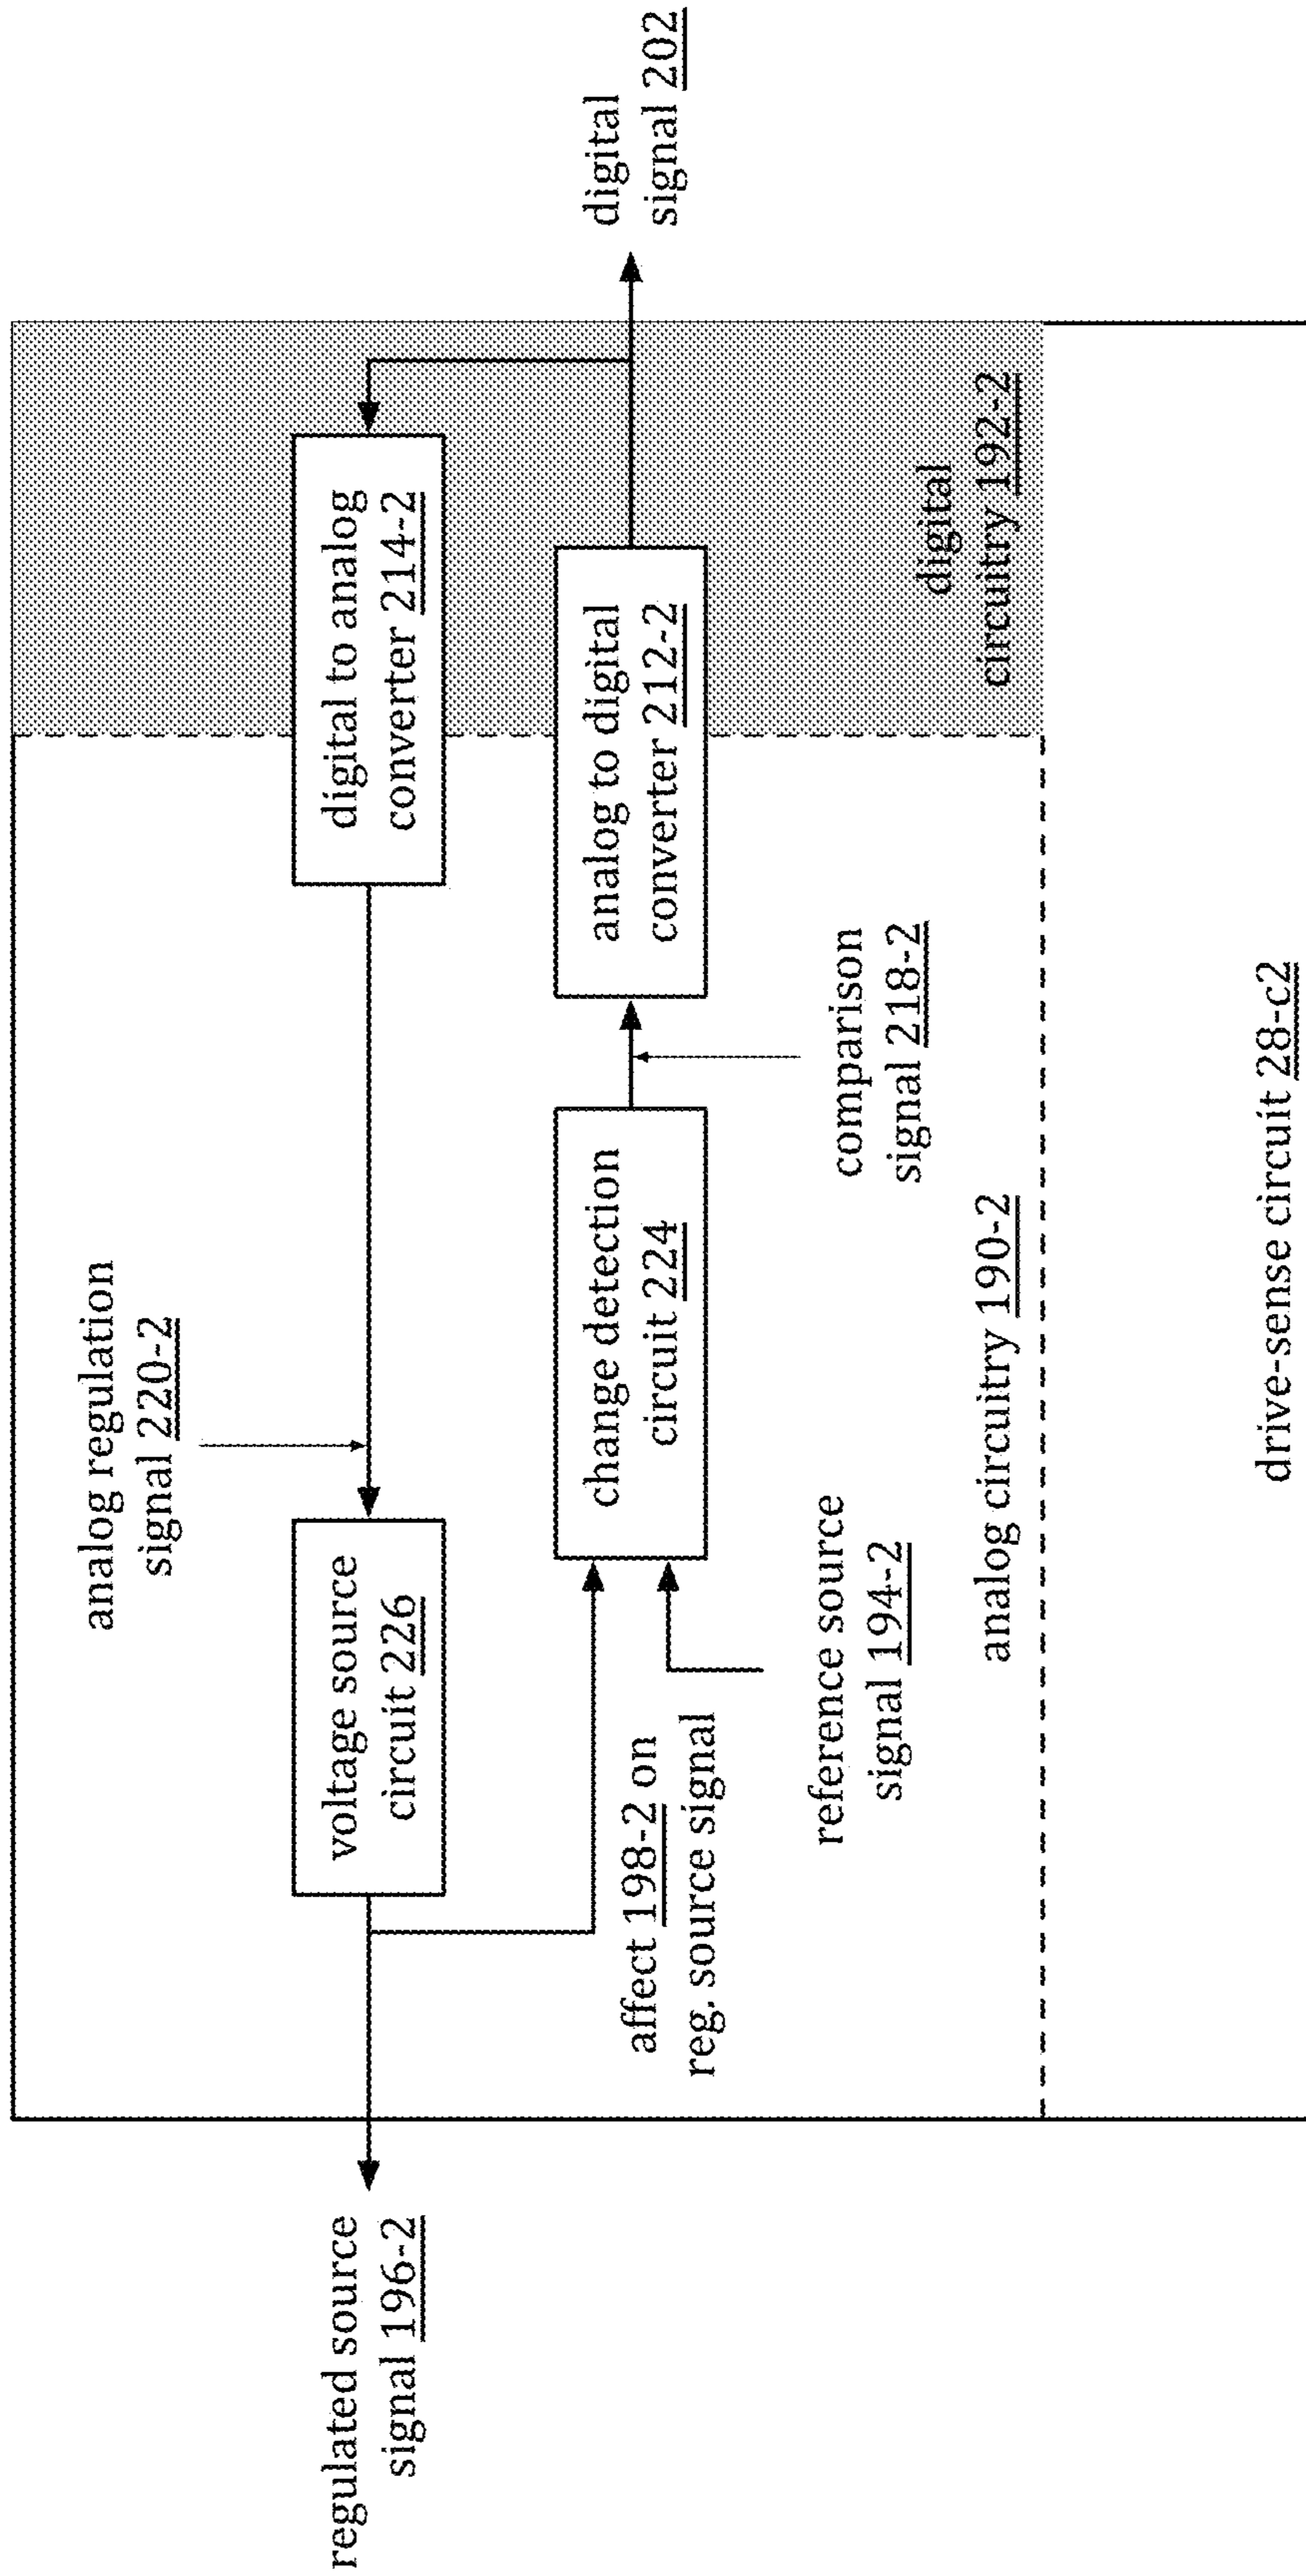 analog regulation
signal 220-2
regulated source
signal 196-2
voltage source
circuit 226
digital to analog
converter 214-2
affect 198-2 on
reg. source signal
change detection
circuit 224
analog to digital
converter 212-2
digital
signal 202
reference source
signal 194-2
comparison
signal 218-2
analog circuitry 190-2
digital
circuitry 192-2
drive-sense circuit 28-c2